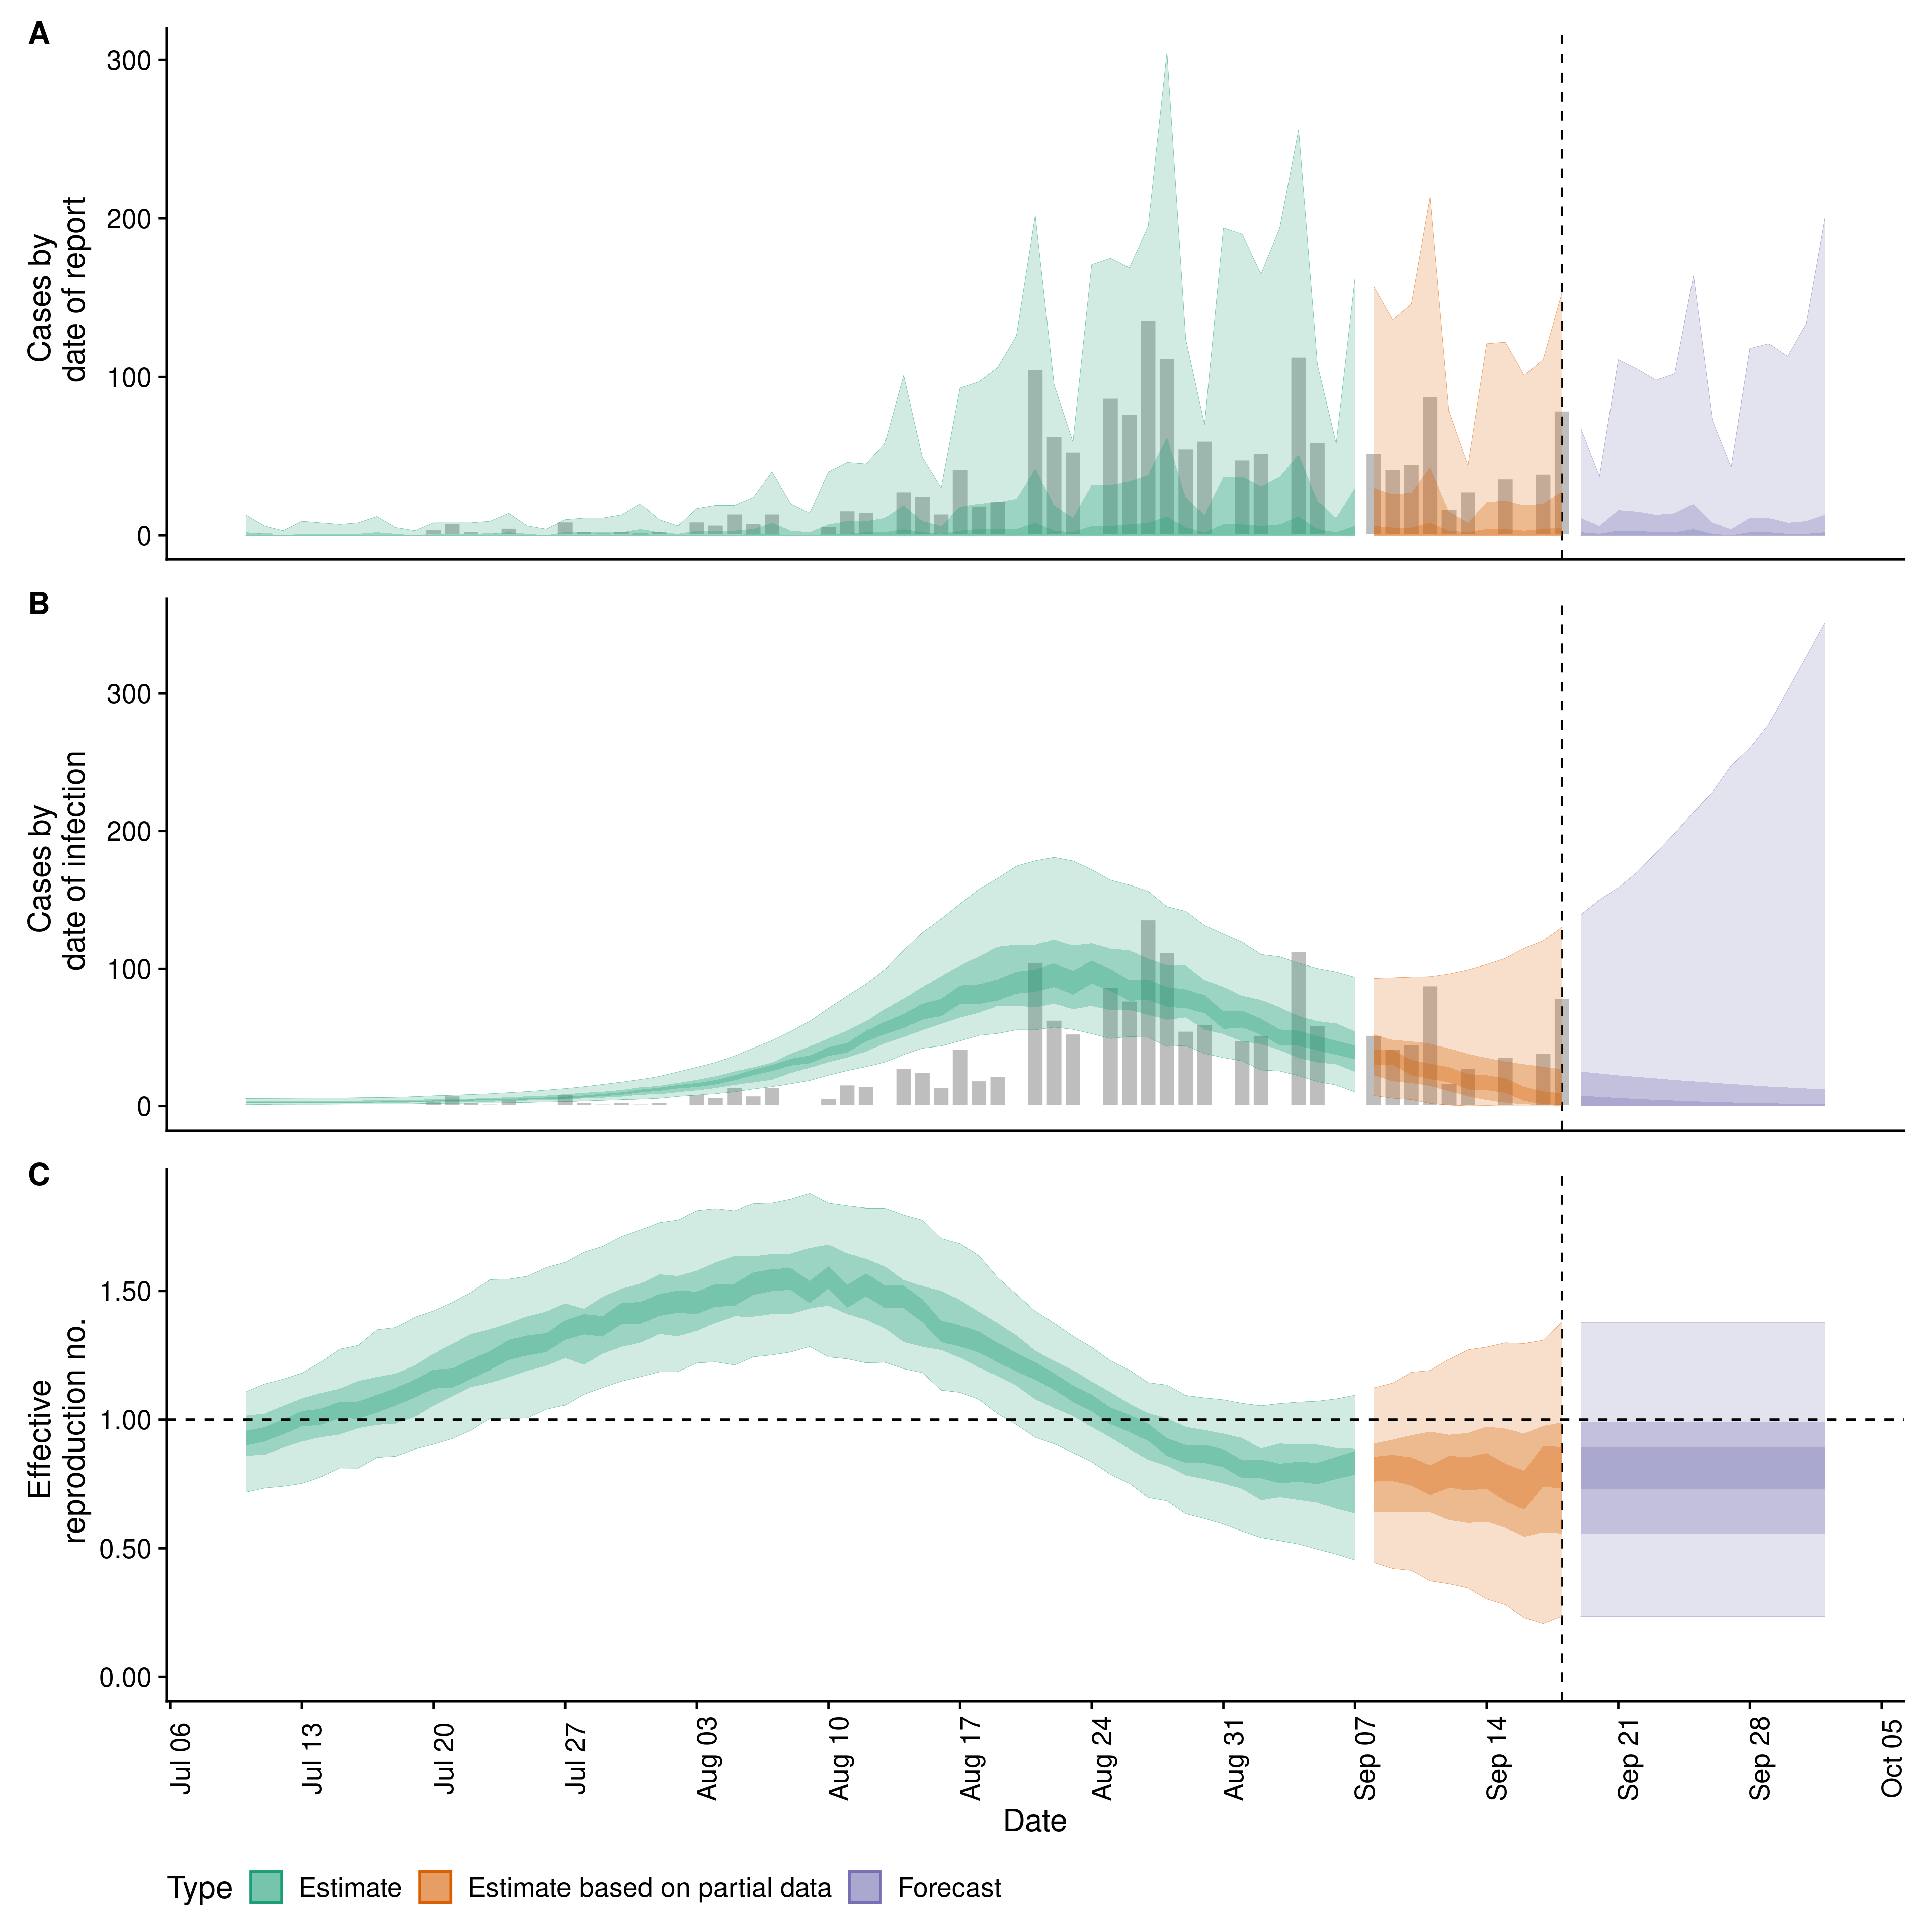 A
300
200
100
0
Cases by
date of report
B
300
200
100
0
Cases by
date of infection
C
1.50
1.00
0.50
0.00
Effective
reproduction no.
Jul 06
Jul 13
Jul 20
Jul 27
Aug 03
Aug 10
Aug 17
Aug 24
Aug 31
Sep 07
Sep 14
Sep 21
Sep 28
Oct 05
Date
Type Estimate Estimate based on partial data Forecast